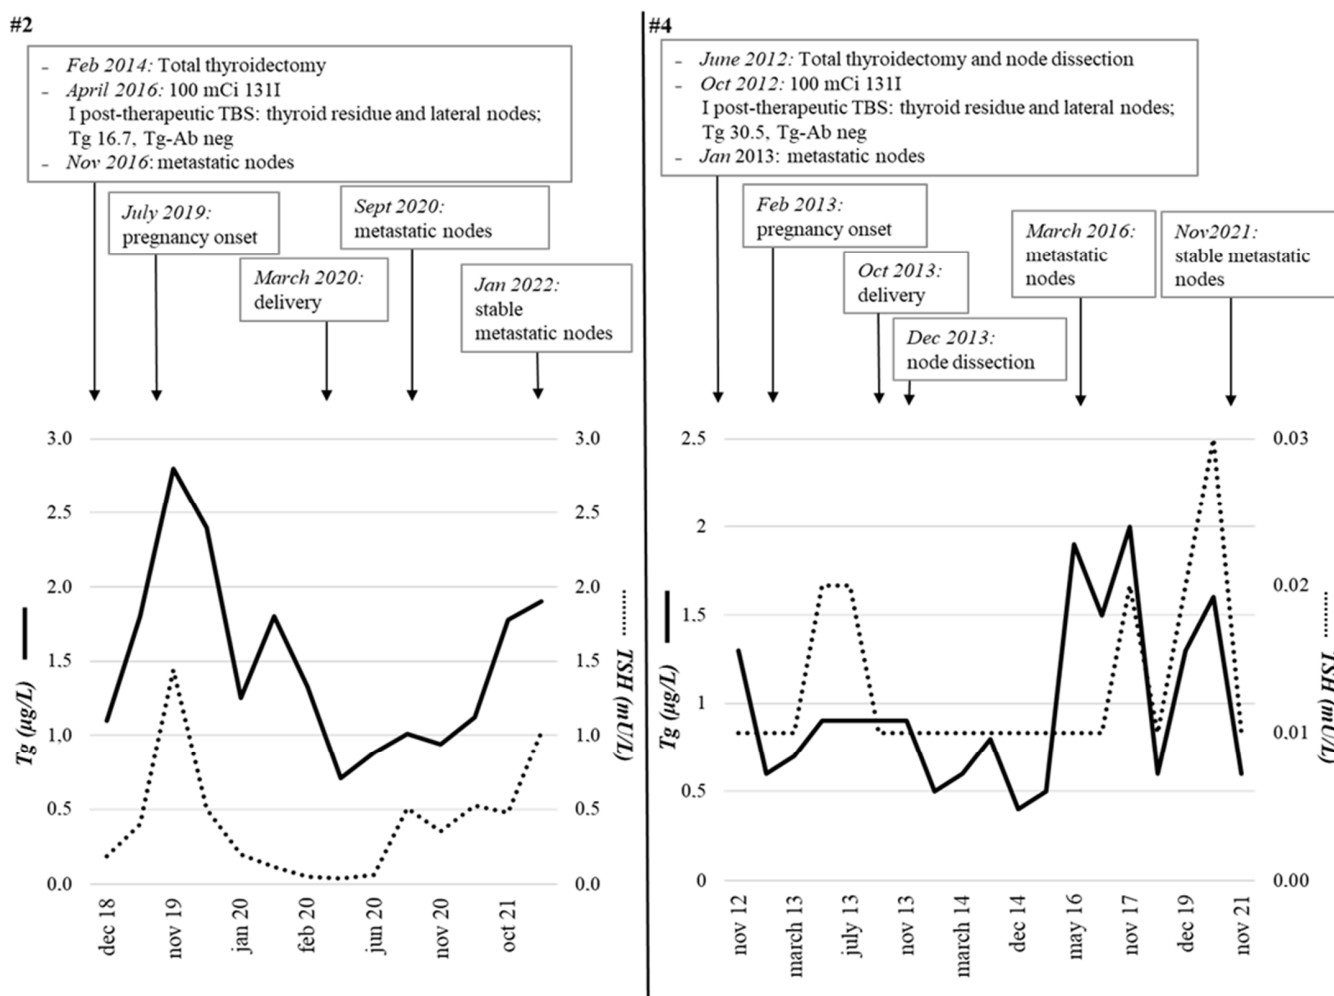 #2
- Feb 2014: Total thyroidectomy
- April 2016: 100 mCi 131I
I post-therapeutic TBS: thyroid residue and lateral nodes;
Tg 16.7, Tg-Ab neg
- Nov 2016: metastatic nodes
July 2019:
pregnancy onset
Sept 2020:
metastatic nodes
March 2020:
delivery
Jan 2022:
stable
metastatic nodes
3.0
2.5
2.0
1.5
1.0
0.5
0.0
Tg (µg/L)
3.0
2.5
2.0
1.5
1.0
0.5
0.0
TSH (mU/L)
dec 18
nov 19
jan 20
feb 20
jun 20
nov 20
oct 21
#4
- June 2012: Total thyroidectomy and node dissection
- Oct 2012: 100 mCi 131I
I post-therapeutic TBS: thyroid residue and lateral nodes;
Tg 30.5, Tg-Ab neg
- Jan 2013: metastatic nodes
Feb 2013:
pregnancy onset
Oct 2013:
delivery
Dec 2013:
node dissection
March 2016:
metastatic
nodes
Nov2021:
stable metastatic
nodes
2.5
2
1.5
1
0.5
0
Tg (µg/L)
0.03
0.02
0.01
0.00
TSH (mU/L)
nov 12
march 13
july 13
nov 13
march 14
dec 14
may 16
nov 17
dec 19
nov 21